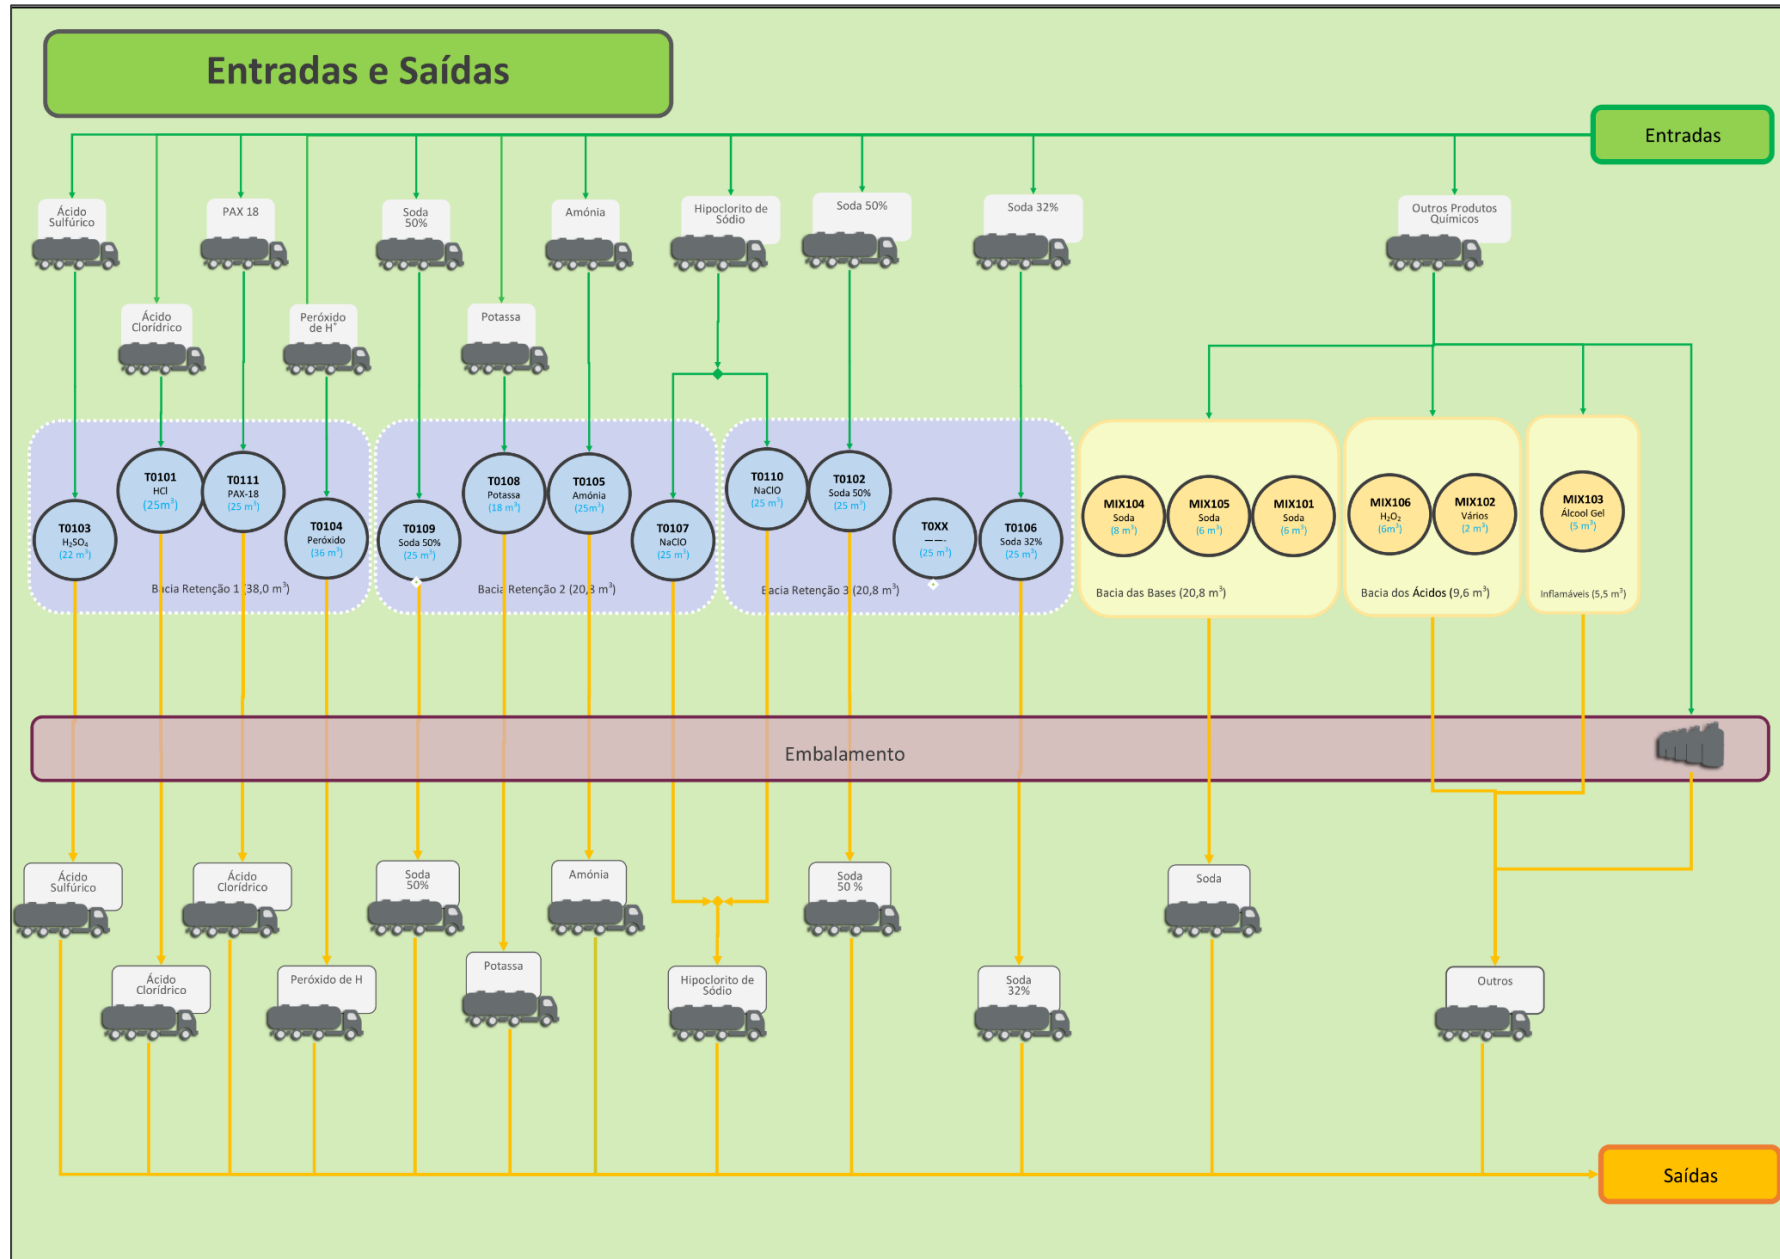 Entradas e Saídas
Entradas
Ácido
Sulfúrico
PAX 18
Soda
50%
Amónia
Hipoclorito de
Sódio
Soda 50%
Soda 32%
Outros Produtos
Químicos
Ácido
Clorídrico
Peróxido
de H⁺
Potassa
T0103
H₂SO₄
(22 m³)
T0101
HCl
(25m³)
T0111
PAX-18
(25 m³)
T0104
Peróxido
(36 m³)
Bacia Retenção 1 (38,0 m³)
T0109
Soda 50%
(25 m³)
T0108
Potassa
(18 m³)
T0105
Amónia
(25m³)
T0107
NaClO
(25 m³)
Bacia Retenção 2 (20,8 m³)
T0110
NaClO
(25 m³)
T0102
Soda 50%
(25 m³)
T0XX
——-
(25 m³)
T0106
Soda 32%
(25 m³)
Bacia Retenção 3 (20,8 m³)
MIX104
Soda
(8 m³)
MIX105
Soda
(6 m³)
MIX101
Soda
(6 m³)
Bacia das Bases (20,8 m³)
MIX106
H₂O₂
(6m³)
MIX102
Vários
(2 m³)
Bacia dos Ácidos (9,6 m³)
MIX103
Álcool Gel
(5 m³)
Inflamáveis (5,5 m³)
Embalamento
Ácido
Sulfúrico
Ácido
Clorídrico
Soda
50%
Amónia
Soda
50 %
Soda
Ácido
Clorídrico
Peróxido de H
Potassa
Hipoclorito de
Sódio
Soda
32%
Outros
Saídas